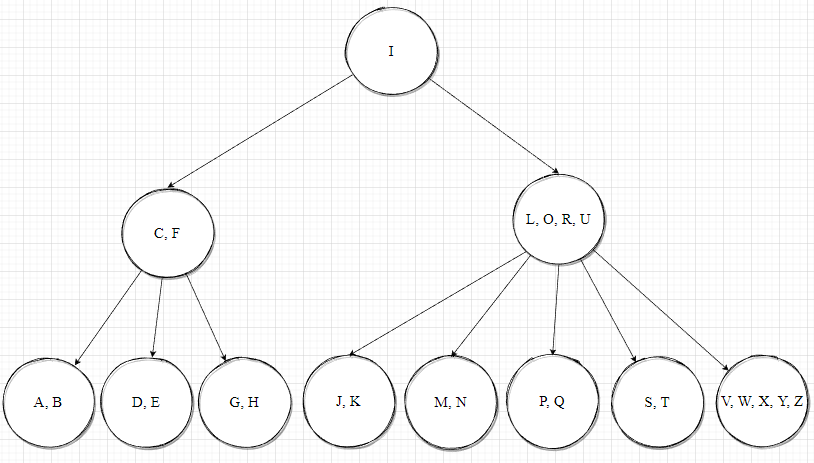 I
C, F
L, O, R, U
A, B
D, E
G, H
J, K
M, N
P, Q
S, T
V, W, X, Y, Z